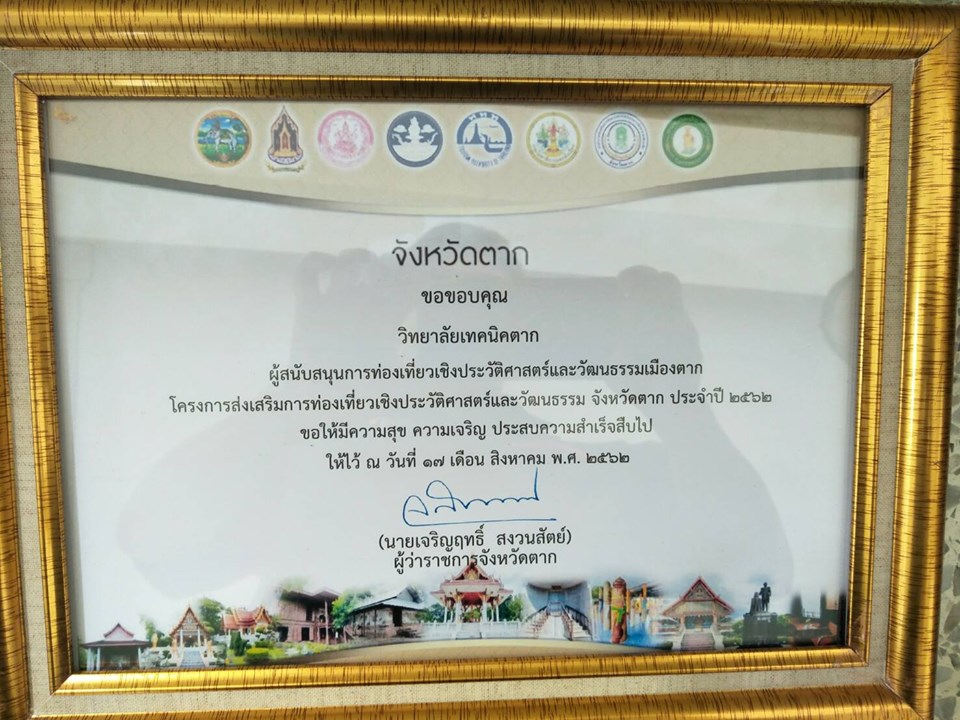 จังหวัดตาก
ขอขอบคุณ
วิทยาลัยเทคนิคตาก
ผู้สนับสนุนการท่องเที่ยวเชิงประวัติศาสตร์และวัฒนธรรมเมืองตาก
โครงการส่งเสริมการท่องเที่ยวเชิงประวัติศาสตร์และวัฒนธรรม จังหวัดตาก ประจำปี ๒๕๖๒
ขอให้มีความสุข ความเจริญ ประสบความสำเร็จสืบไป
ให้ไว้ ณ วันที่ ๑๗ เดือน สิงหาคม พ.ศ. ๒๕๖๒
(นายเจริญฤทธิ์ สงวนสัตย์)
ผู้ว่าราชการจังหวัดตาก